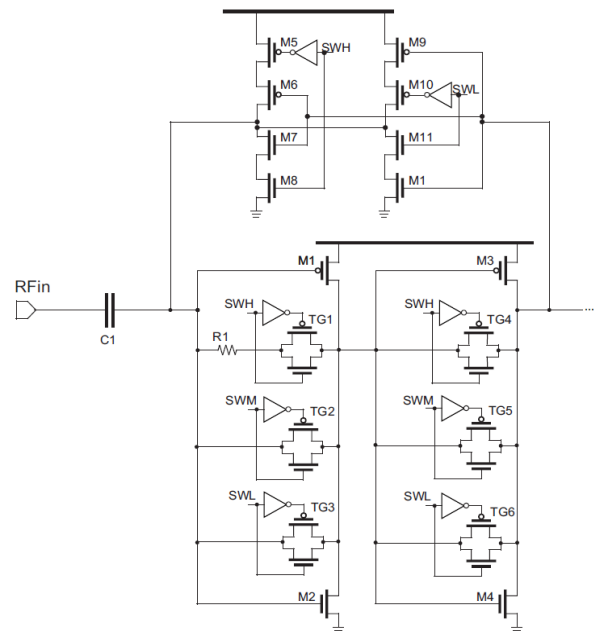 M5
SWH
M9
M6
M10
SWL
M7
M11
M8
M1
M1
M3
RFin
C1
SWH
TG1
SWH
TG4
R1
SWM
TG2
SWM
TG5
SWL
TG3
SWL
TG6
M2
M4
...